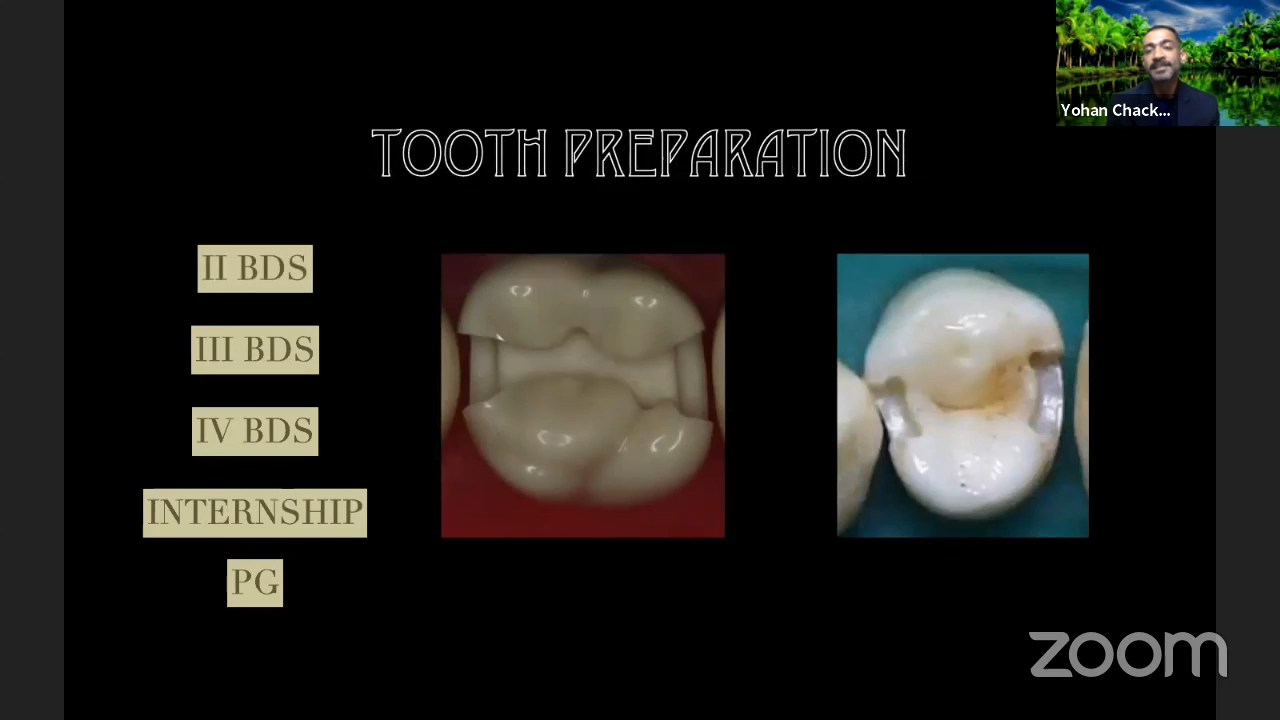 Yohan Chack...
TOOTH PREPARATION
II BDS
III BDS
IV BDS
INTERNSHIP
PG
zoom